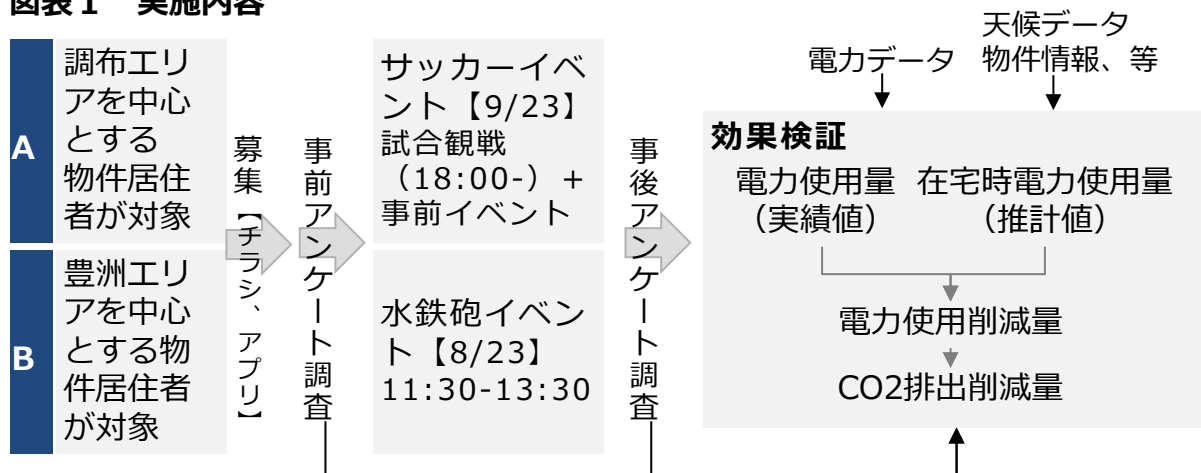 図表１　実施内容
A
調布エリ
アを中心
とする
物件居住
者が対象
B
豊洲エリ
アを中心
とする物
件居住者
が対象
募集【チラシ、アプリ】
事前アンケート調査
サッカーイベ
ント【9/23】
試合観戦
（18:00-）+
事前イベント
水鉄砲イベン
ト【8/23】
11:30-13:30
事後アンケート調査
電力データ
天候データ
物件情報、等
効果検証
電力使用量
（実績値）
在宅時電力使用量
（推計値）
電力使用削減量
CO2排出削減量